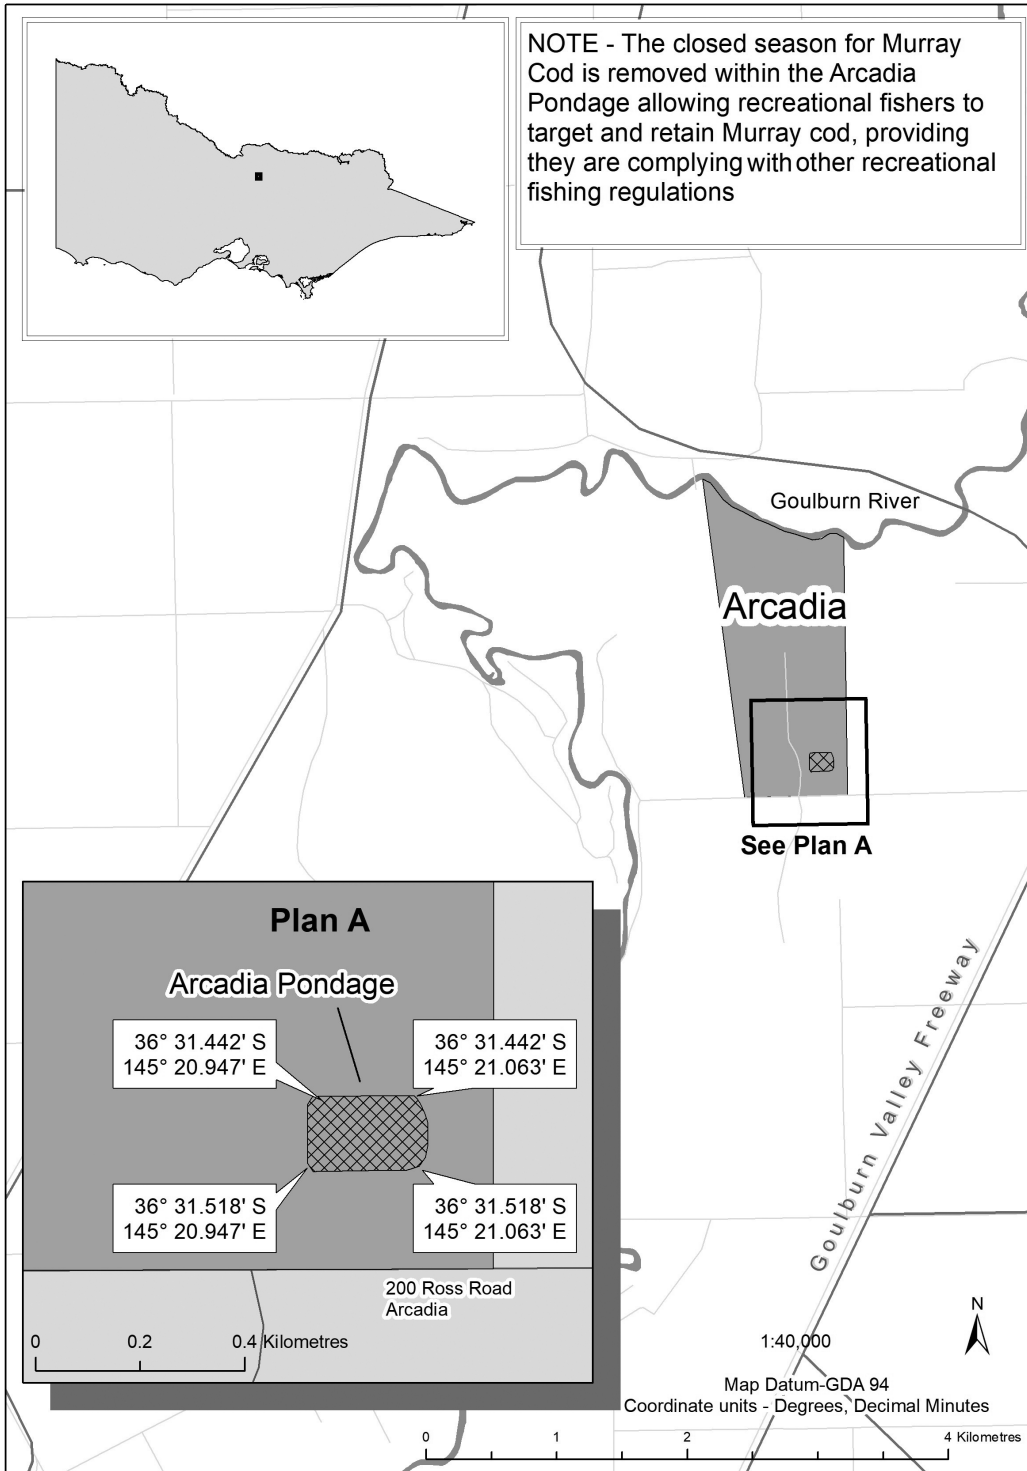 NOTE - The closed season for Murray
Cod is removed within the Arcadia
Pondage allowing recreational fishers to
target and retain Murray cod, providing
they are complying with other recreational
fishing regulations
Goulburn River
Arcadia
See Plan A
Plan A
Arcadia Pondage
36° 31.442' S
145° 20.947' E
36° 31.442' S
145° 21.063' E
36° 31.518' S
145° 20.947' E
36° 31.518' S
145° 21.063' E
200 Ross Road
Arcadia
0 0.2 0.4 Kilometres
Goulburn Valley Freeway
N
1:40,000
Map Datum-GDA 94
Coordinate units - Degrees, Decimal Minutes
0 1 2 4 Kilometres